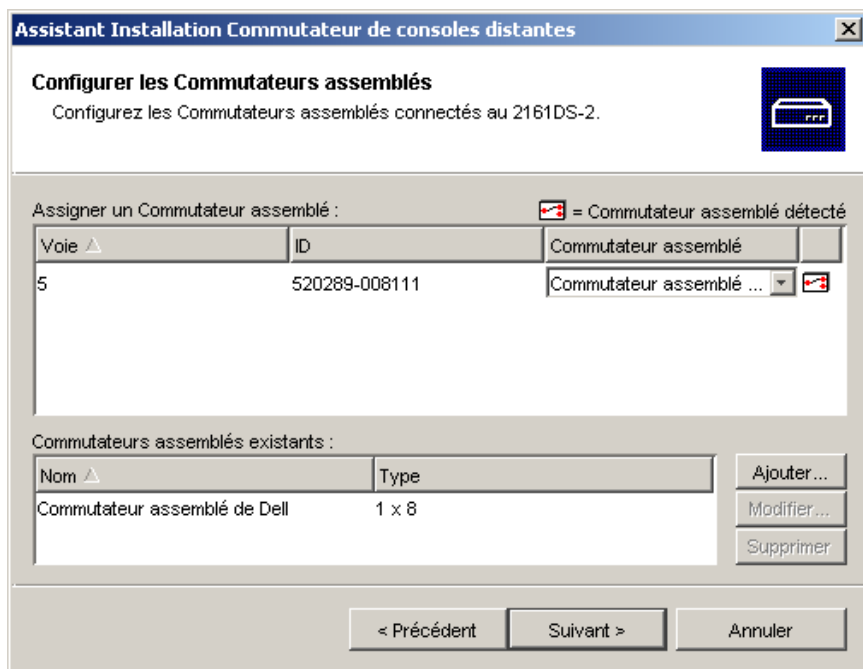 Assistant Installation Commutateur de consoles distantes
Configurer les Commutateurs assemblés
Configurez les Commutateurs assemblés connectés au 2161DS-2.
Assigner un Commutateur assemblé :
= Commutateur assemblé détecté
Voie ID Commutateur assemblé
5 520289-008111 Commutateur assemblé ...
Commutateurs assemblés existants :
Nom Type
Commutateur assemblé de Dell 1 x 8
Ajouter...
Modifier...
Supprimer
< Précédent Suivant > Annuler